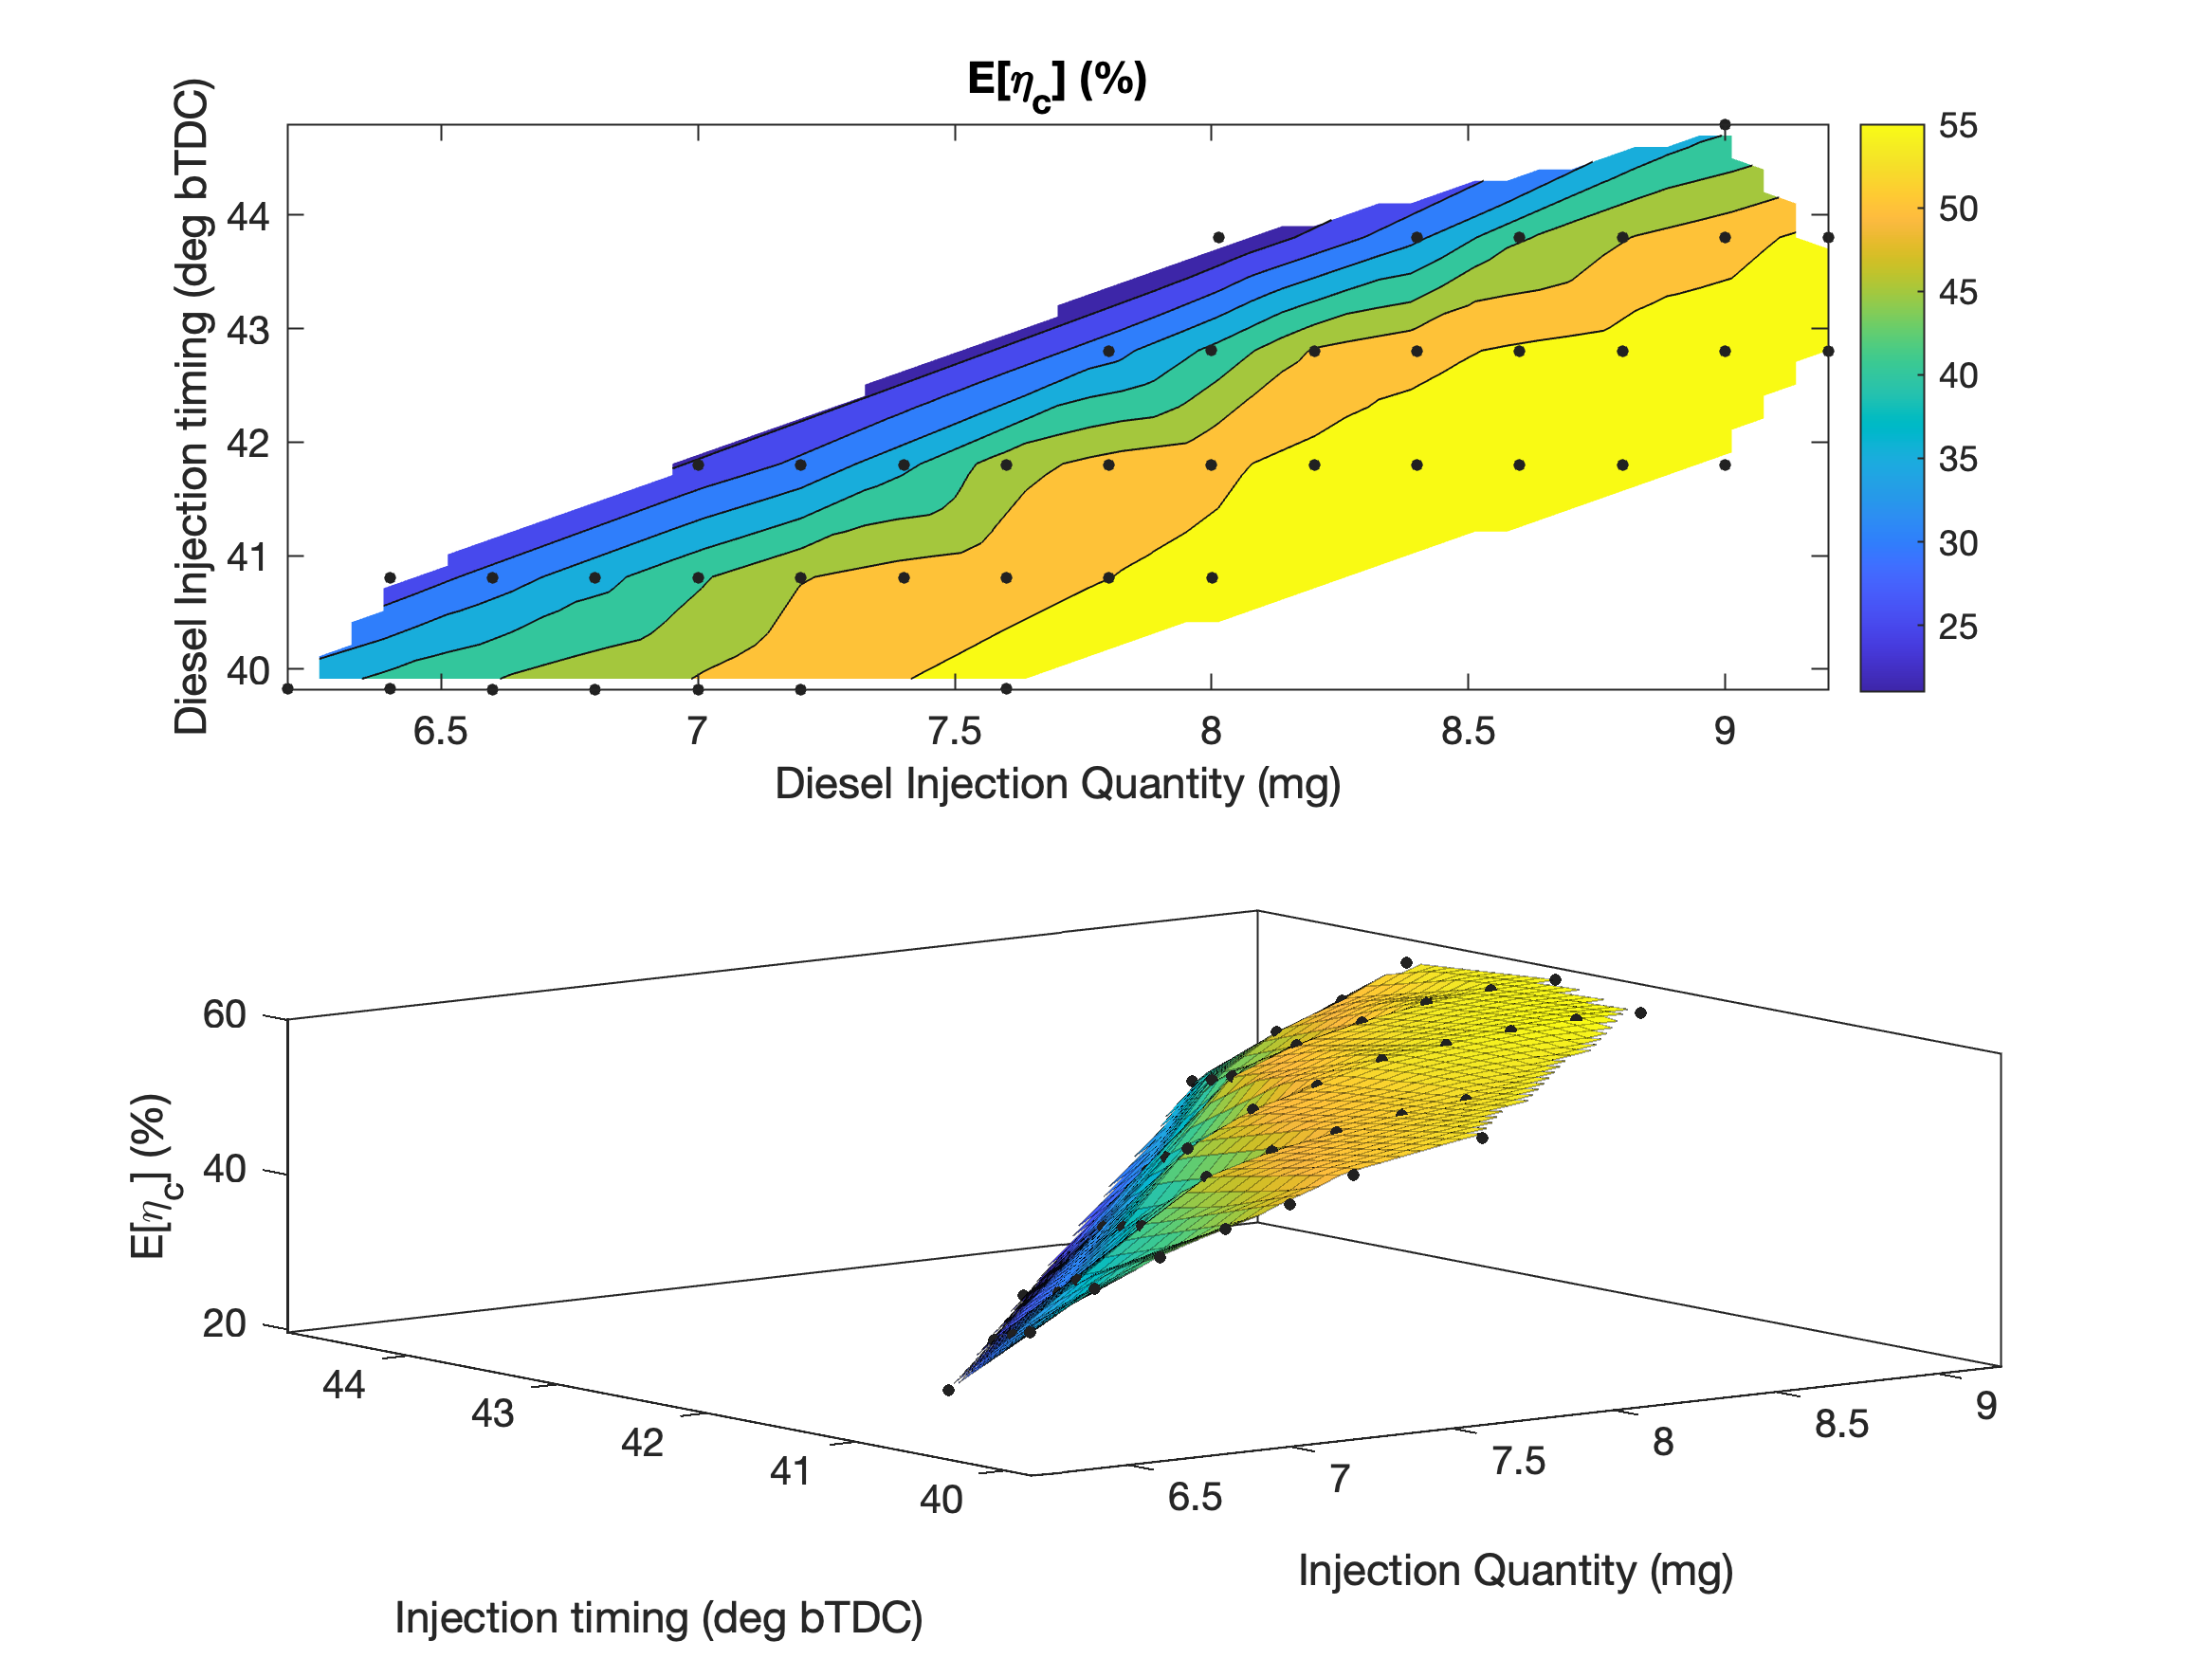 E[η_c] (%)
Diesel Injection timing (deg bTDC)
44
43
42
41
40
6.5 7 7.5 8 8.5 9
Diesel Injection Quantity (mg)
55
50
45
40
35
30
25
E[η_c] (%)
60
40
20
44 43 42 41 40
6.5 7 7.5 8 8.5 9
Injection timing (deg bTDC)
Injection Quantity (mg)